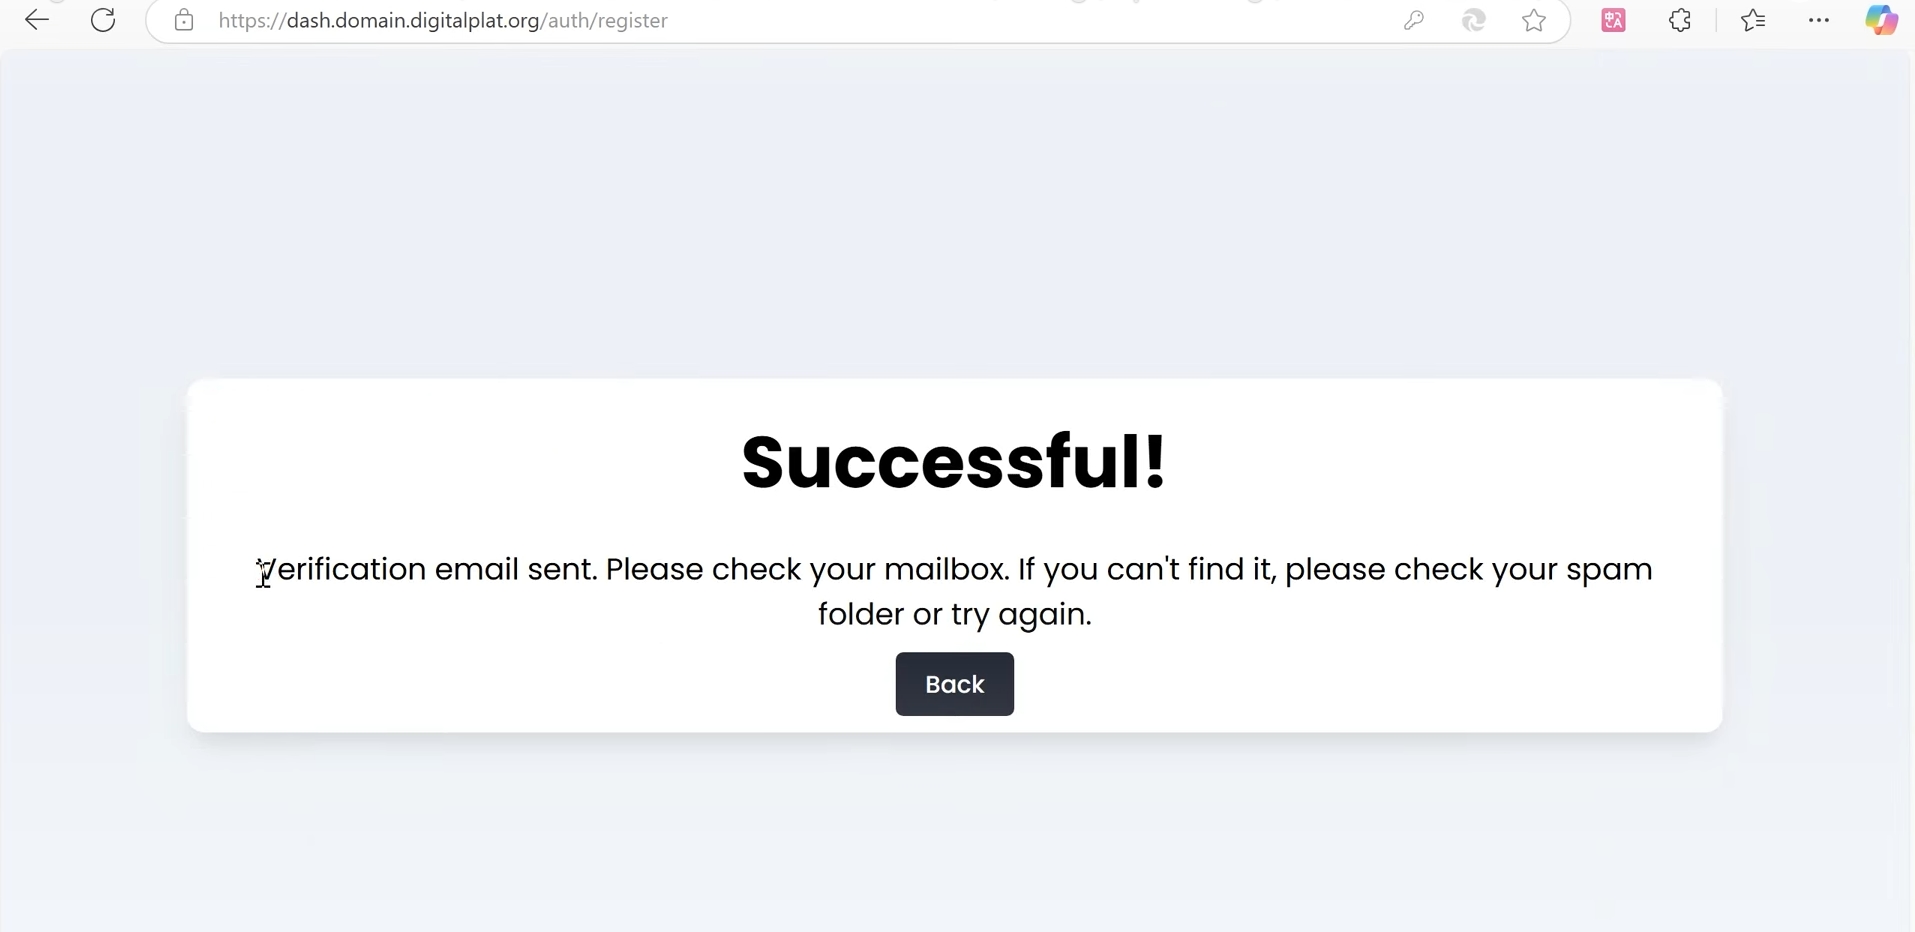 https://dash.domain.digitalplat.org/auth/register
Successful!
Verification email sent. Please check your mailbox. If you can't find it, please check your spam
folder or try again.
Back